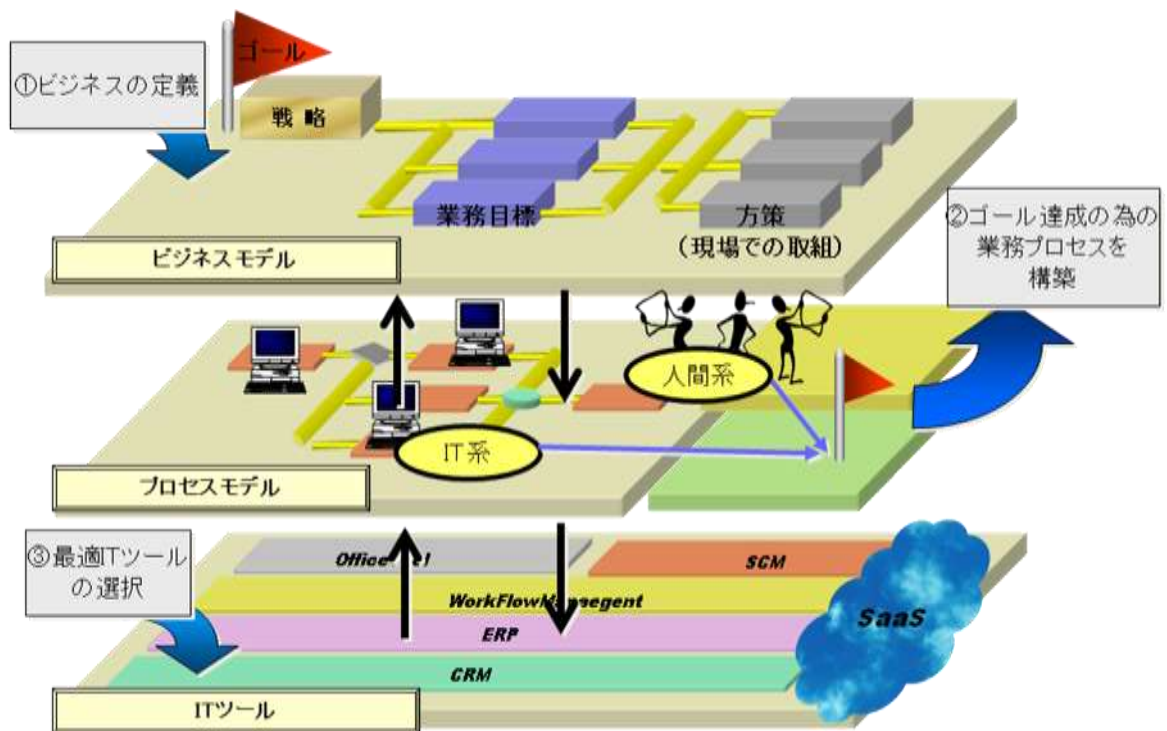 ゴール
①ビジネスの定義
戦 略
業務目標
方策
(現場での取組)
ビジネスモデル
②ゴール達成の為の
業務プロセスを
構築
人間系
IT系
プロセスモデル
③最適ITツール
の選択
SCM
WorkFlowManaegent
ERP
SaaS
CRM
ITツール